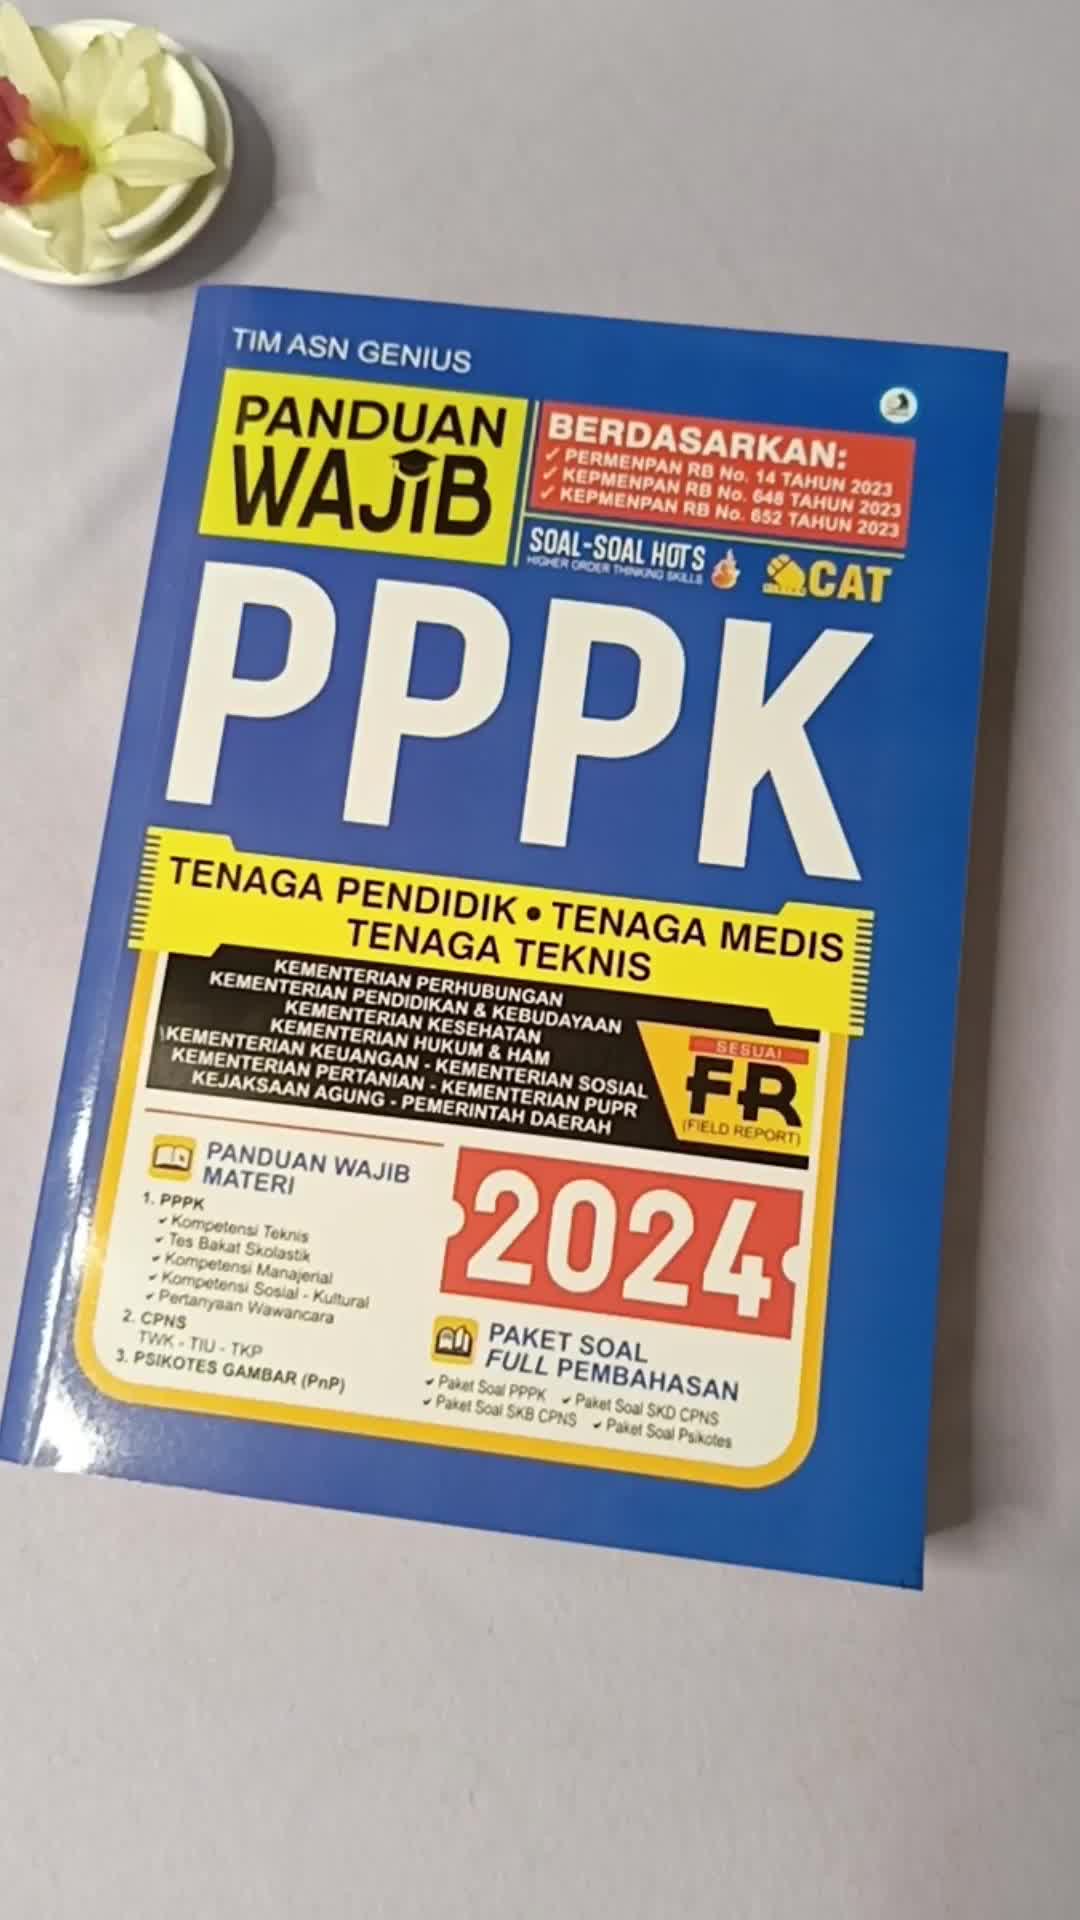 TIM ASN GENIUS
PANDUAN
WAJIB
BERDASARKAN:
✓ PERMENPAN RB No. 14 TAHUN 2023
✓ KEPMENPAN RB No. 648 TAHUN 2023
✓ KEPMENPAN RB No. 652 TAHUN 2023
SOAL-SOAL HOTS
HIGHER ORDER THINKING SKILLS
CAT
PPPK
TENAGA PENDIDIK • TENAGA MEDIS
TENAGA TEKNIS
KEMENTERIAN PERHUBUNGAN
KEMENTERIAN PENDIDIKAN & KEBUDAYAAN
KEMENTERIAN KESEHATAN
KEMENTERIAN HUKUM & HAM
\KEMENTERIAN KEUANGAN - KEMENTERIAN SOSIAL
KEMENTERIAN PERTANIAN - KEMENTERIAN PUPR
KEJAKSAAN AGUNG - PEMERINTAH DAERAH
SESUAI
FR
(FIELD REPORT)
PANDUAN WAJIB
MATERI
1. PPPK
✓ Kompetensi Teknis
✓ Tes Bakat Skolastik
✓ Kompetensi Manajerial
✓ Kompetensi Sosial - Kultural
✓ Pertanyaan Wawancara
2. CPNS
TWK - TIU - TKP
3. PSIKOTES GAMBAR (PnP)
2024
PAKET SOAL
FULL PEMBAHASAN
✓ Paket Soal PPPK ✓ Paket Soal SKD CPNS
✓ Paket Soal SKB CPNS ✓ Paket Soal Psikotes